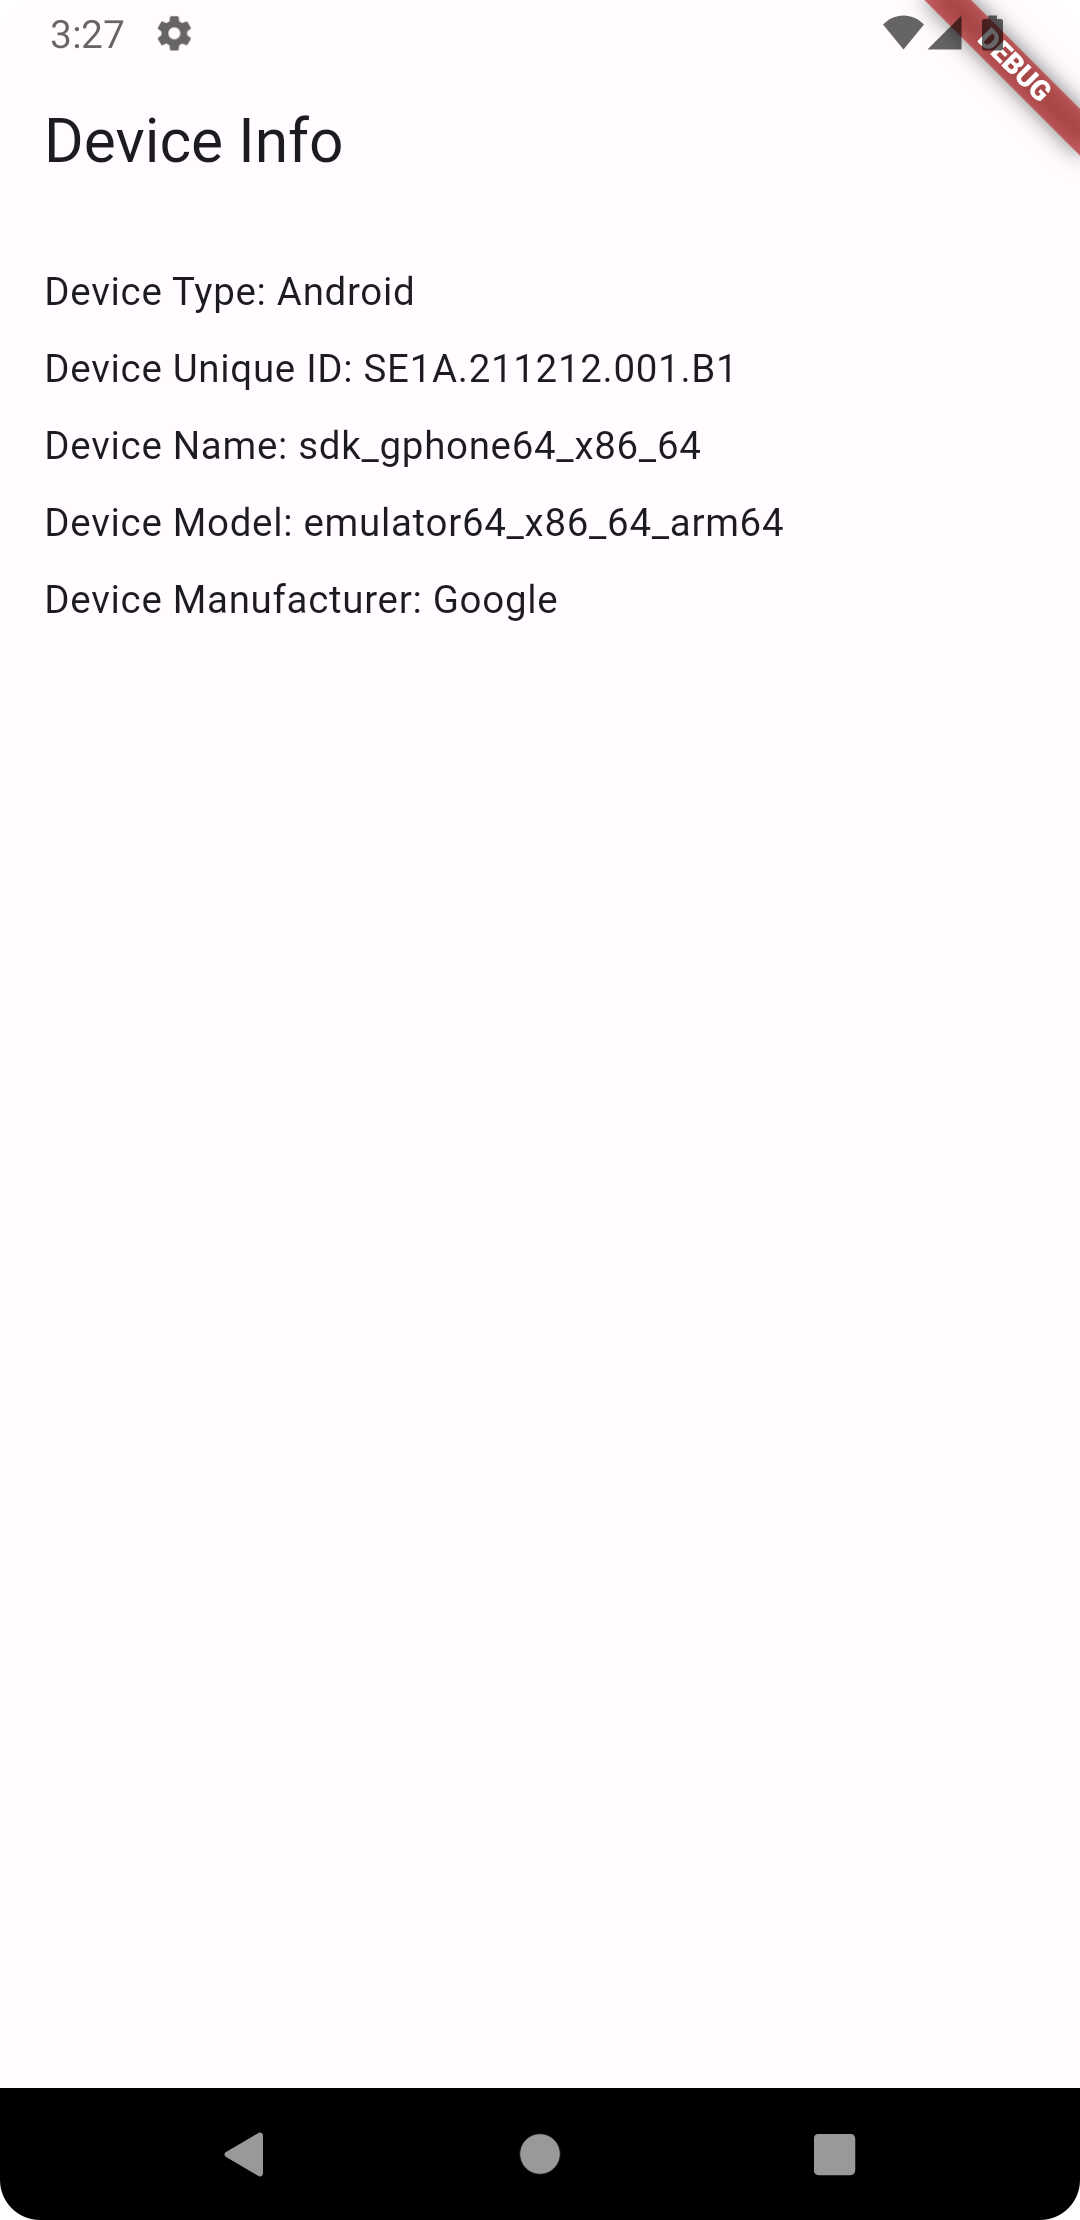 3:27
DEBUG
Device Info
Device Type: Android
Device Unique ID: SE1A.211212.001.B1
Device Name: sdk_gphone64_x86_64
Device Model: emulator64_x86_64_arm64
Device Manufacturer: Google